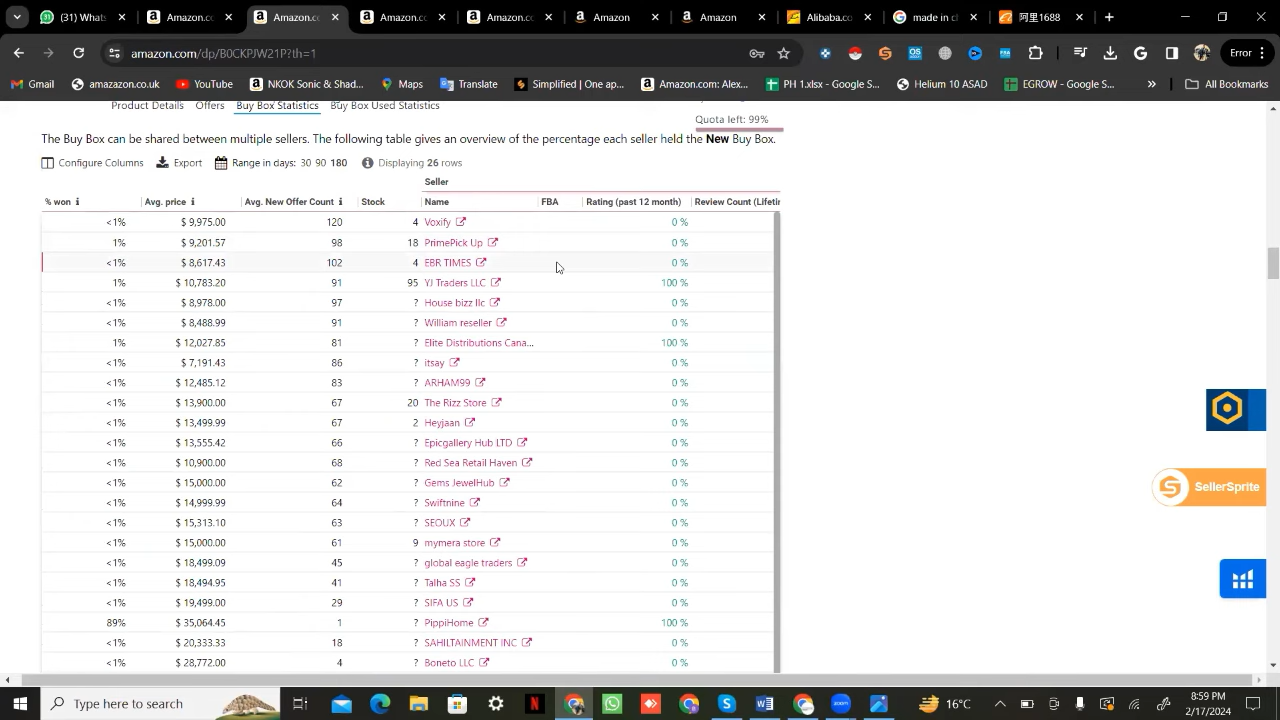 (31) Whats
Amazon.co
Amazon.co
Amazon.co
Amazon.co
Amazon
Amazon
Alibaba.co
made in c
阿里1688
amazon.com/dp/B0CKPJW21P?th=1
Error
Gmail
amazazon.co.uk
YouTube
NKOK Sonic & Shad...
Maps
Translate
Simplified | One ap...
Amazon.com: Alex...
PH 1.xlsx - Google S...
Helium 10 ASAD
EGROW - Google S...
»
All Bookmarks
Product Details Offers Buy Box Statistics Buy Box Used Statistics
Quota left: 99%
The Buy Box can be shared between multiple sellers. The following table gives an overview of the percentage each seller held the New Buy Box.
Configure Columns Export Range in days: 30 90 180 Displaying 26 rows
Seller
% won Avg. price Avg. New Offer Count Stock Name FBA Rating (past 12 month) Review Count (Lifetir
<1% $ 9,975.00 120 4 Voxify 0 %
1% $ 9,201.57 98 18 PrimePick Up 0 %
<1% $ 8,617.43 102 4 EBR TIMES 0 %
1% $ 10,783.20 91 95 YJ Traders LLC 100 %
<1% $ 8,978.00 97 ? House bizz llc 0 %
<1% $ 8,488.99 91 ? William reseller 0 %
1% $ 12,027.85 81 ? Elite Distributions Cana... 100 %
<1% $ 7,191.43 86 ? itsay 0 %
<1% $ 12,485.12 83 ? ARHAM99 0 %
<1% $ 13,900.00 67 20 The Rizz Store 0 %
<1% $ 13,499.99 67 2 Heyjaan 0 %
<1% $ 13,555.42 66 ? Epicgallery Hub LTD 0 %
<1% $ 10,900.00 68 ? Red Sea Retail Haven 0 %
<1% $ 15,000.00 62 ? Gems JewelHub 0 %
<1% $ 14,999.99 64 ? Swiftnine 0 %
<1% $ 15,313.10 63 ? SEOUX 0 %
<1% $ 15,000.00 61 9 mymera store 0 %
<1% $ 18,499.09 45 ? global eagle traders 0 %
<1% $ 18,494.95 41 ? Talha SS 0 %
<1% $ 19,499.00 29 ? SIFA US 0 %
89% $ 35,064.45 1 ? PippiHome 100 %
<1% $ 20,333.33 18 ? SAHILTAINMENT INC 0 %
<1% $ 28,772.00 4 ? Boneto LLC 0 %
SellerSprite
Type here to search
16°C
8:59 PM
2/17/2024